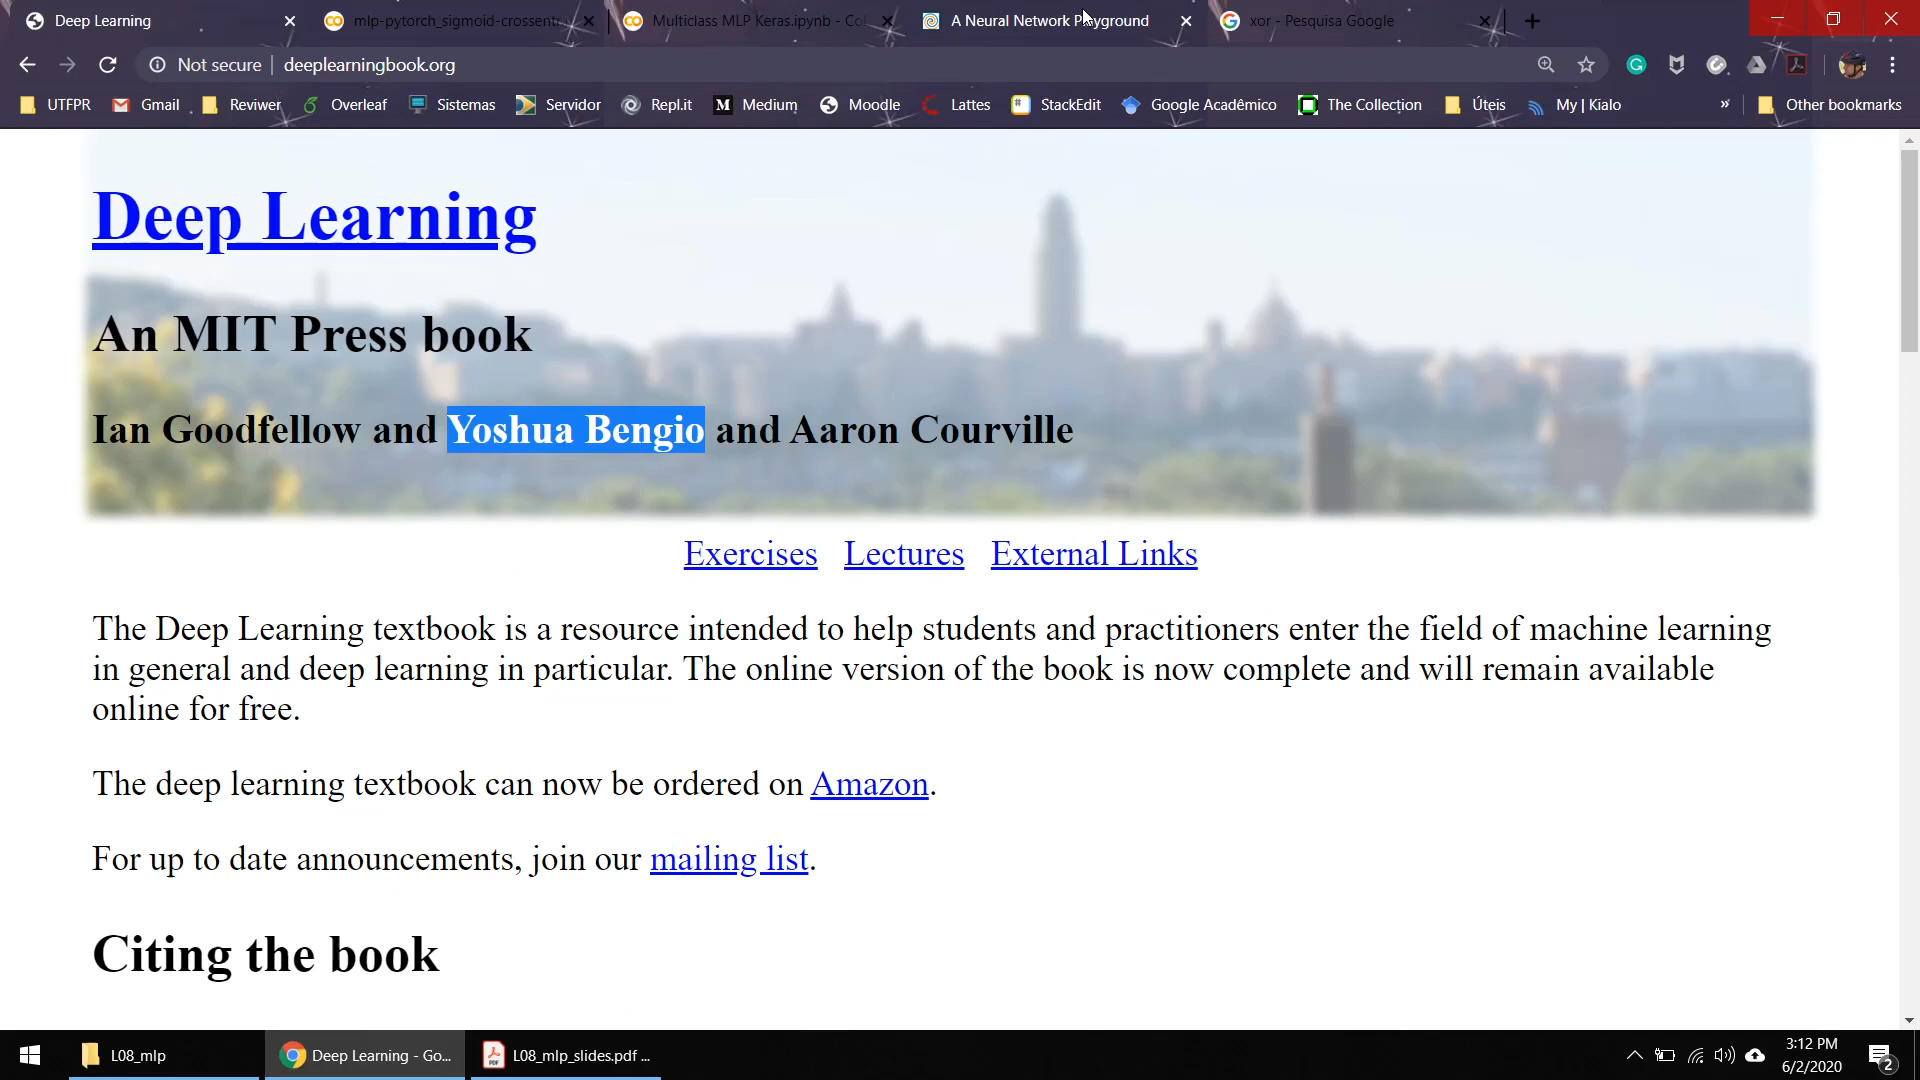 Deep Learning
mlp-pytorch_sigmoid-crossentr
Multiclass MLP Keras.ipynb - Col
A Neural Network Playground
xor - Pesquisa Google
Not secure
deeplearningbook.org
UTFPR
Gmail
Reviwer
Overleaf
Sistemas
Servidor
Repl.it
Medium
Moodle
Lattes
StackEdit
Google Acadêmico
The Collection
Úteis
My | Kialo
»
Other bookmarks
Deep Learning
An MIT Press book
Ian Goodfellow and Yoshua Bengio and Aaron Courville
Exercises Lectures External Links
The Deep Learning textbook is a resource intended to help students and practitioners enter the field of machine learning
in general and deep learning in particular. The online version of the book is now complete and will remain available
online for free.
The deep learning textbook can now be ordered on Amazon.
For up to date announcements, join our mailing list.
Citing the book
L08_mlp
Deep Learning - Go...
L08_mlp_slides.pdf ...
3:12 PM
6/2/2020
2